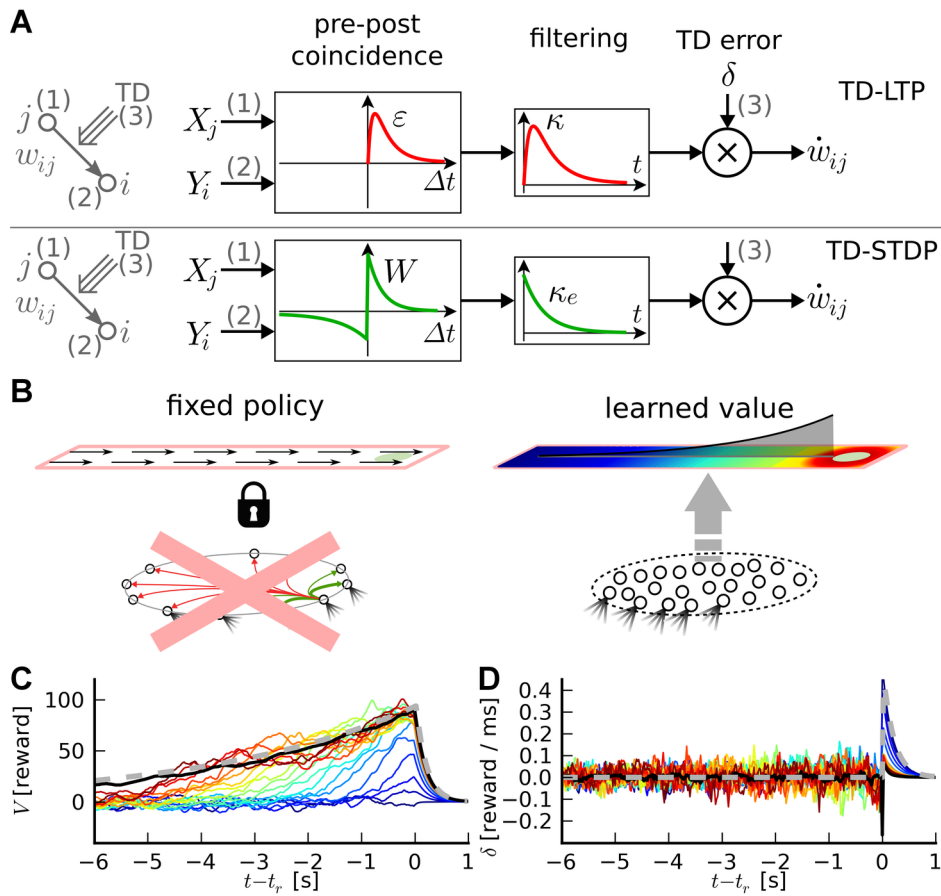 A
pre-post
coincidence
filtering
TD error
δ
TD-LTP
(1)
TD
(3)
j
w_ij
(2)
i
X_j
(1)
Y_i
(2)
ε
Δt
κ
t
(3)
ẇ_ij
TD-STDP
(1)
TD
(3)
j
w_ij
(2)
i
X_j
(1)
Y_i
(2)
W
Δt
κ_e
t
(3)
ẇ_ij
B
fixed policy
learned value
C
V [reward]
100
50
0
−6 −5 −4 −3 −2 −1 0 1
t−t_r [s]
D
δ [reward / ms]
0.4
0.3
0.2
0.1
0.0
−0.1
−0.2
−6 −5 −4 −3 −2 −1 0 1
t−t_r [s]